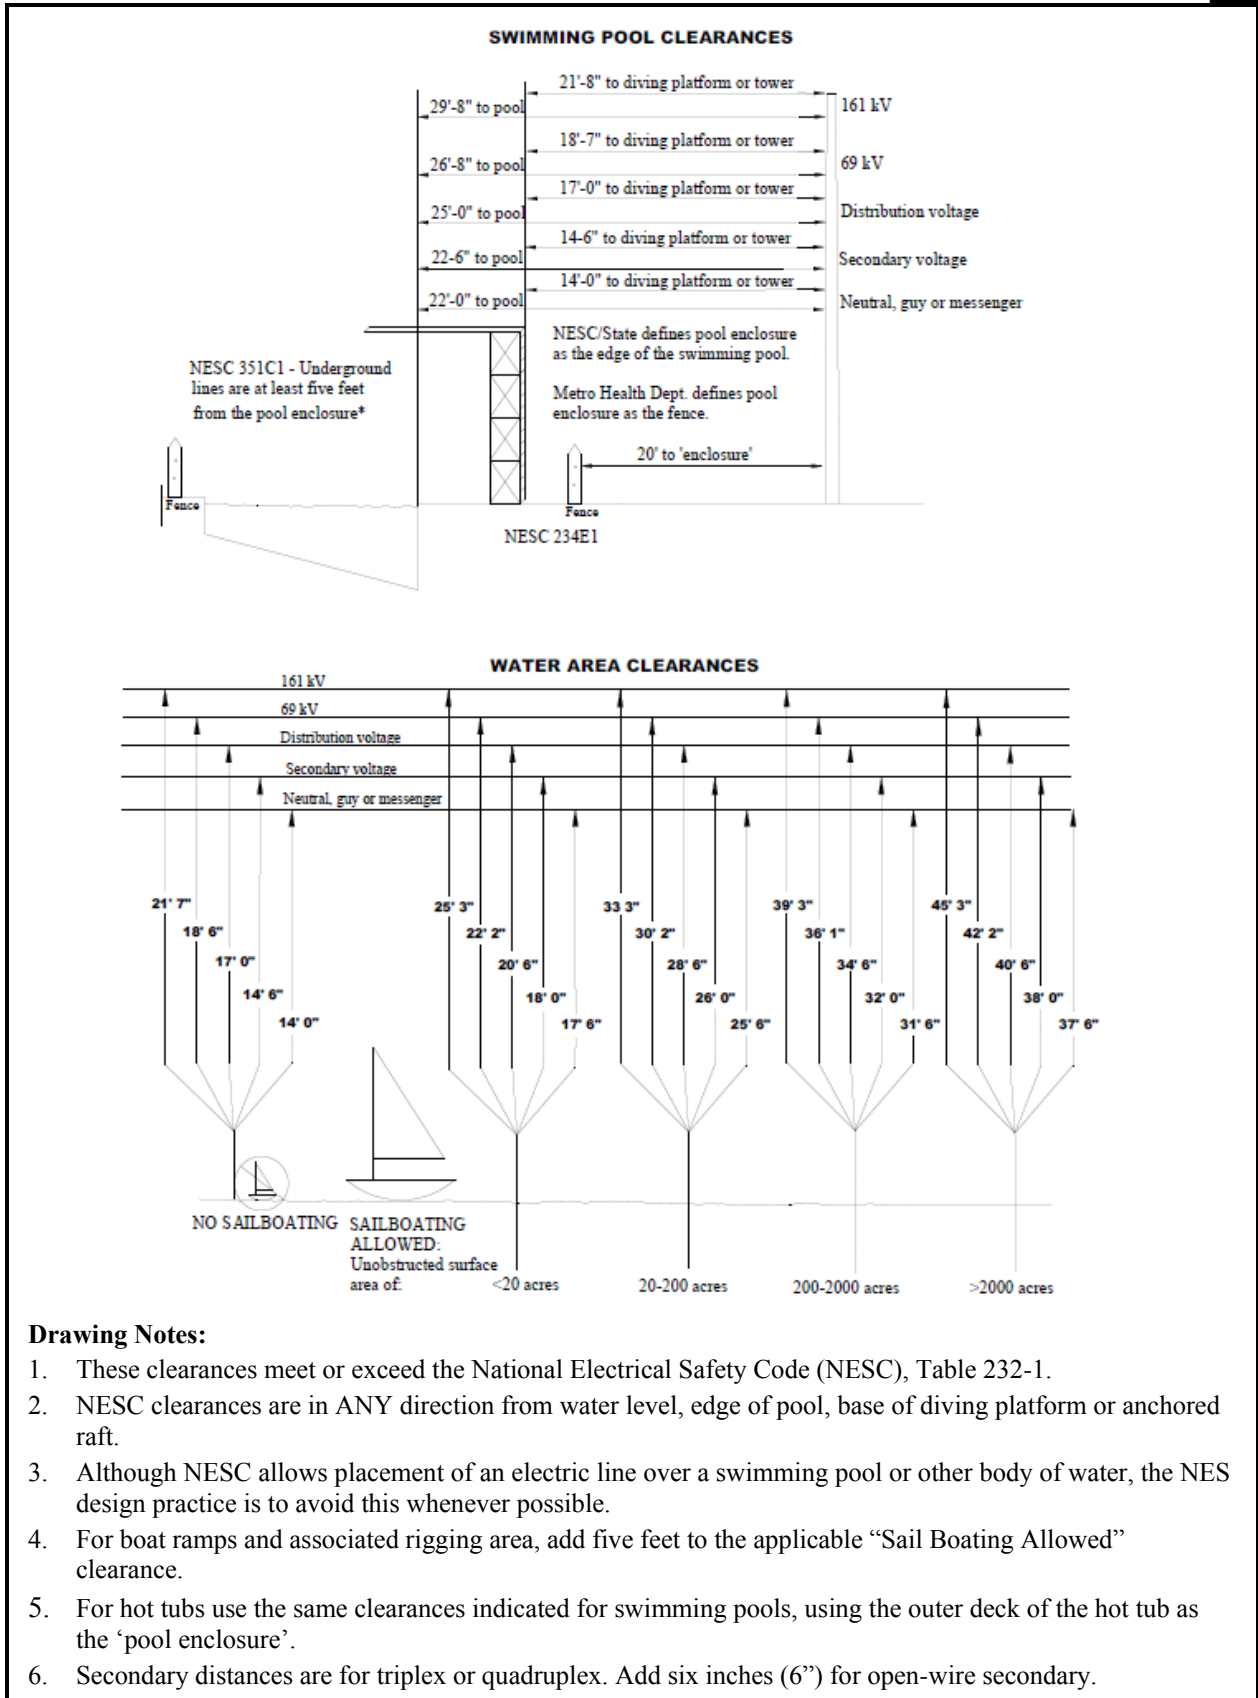 SWIMMING POOL CLEARANCES
21'-8" to diving platform or tower
29'-8" to pool
161 kV
18'-7" to diving platform or tower
26'-8" to pool
69 kV
17'-0" to diving platform or tower
25'-0" to pool
Distribution voltage
14-6" to diving platform or tower
22-6" to pool
Secondary voltage
14'-0" to diving platform or tower
22'-0" to pool
Neutral, guy or messenger
NESC/State defines pool enclosure
as the edge of the swimming pool.
NESC 351C1 - Underground
lines are at least five feet
from the pool enclosure*
Metro Health Dept. defines pool
enclosure as the fence.
20' to 'enclosure'
Fence
Fence
NESC 234E1
WATER AREA CLEARANCES
161 kV
69 kV
Distribution voltage
Secondary voltage
Neutral, guy or messenger
21' 7"
18' 6"
17' 0"
14' 6"
14' 0"
25' 3"
22' 2"
20' 6"
18' 0"
17' 6"
33 3"
30' 2"
28' 6"
26' 0"
25' 6"
39' 3"
36' 1"
34' 6"
32' 0"
31' 6"
45' 3"
42' 2"
40' 6"
38' 0"
37' 6"
NO SAILBOATING
SAILBOATING
ALLOWED:
Unobstructed surface
area of:
<20 acres
20-200 acres
200-2000 acres
>2000 acres
Drawing Notes:
1. These clearances meet or exceed the National Electrical Safety Code (NESC), Table 232-1.
2. NESC clearances are in ANY direction from water level, edge of pool, base of diving platform or anchored
raft.
3. Although NESC allows placement of an electric line over a swimming pool or other body of water, the NES
design practice is to avoid this whenever possible.
4. For boat ramps and associated rigging area, add five feet to the applicable “Sail Boating Allowed”
clearance.
5. For hot tubs use the same clearances indicated for swimming pools, using the outer deck of the hot tub as
the ‘pool enclosure’.
6. Secondary distances are for triplex or quadruplex. Add six inches (6”) for open-wire secondary.